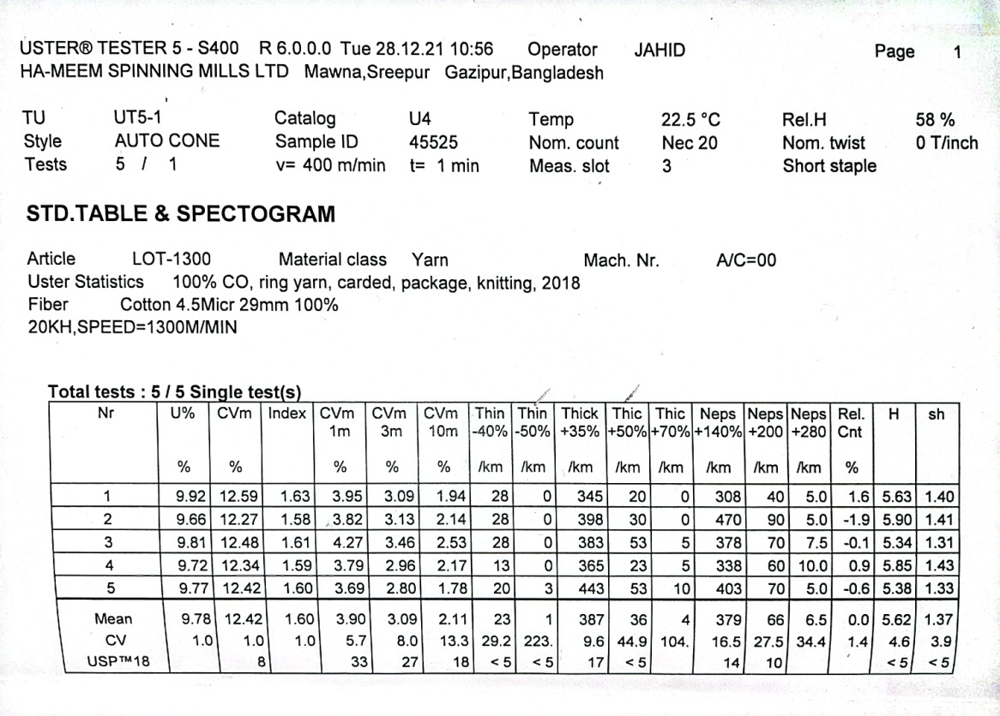 USTER® TESTER 5 - S400 R 6.0.0.0 Tue 28.12.21 10:56 Operator JAHID Page 1
HA-MEEM SPINNING MILLS LTD Mawna,Sreepur Gazipur,Bangladesh
TU UT5-1 Catalog U4 Temp 22.5 °C Rel.H 58 %
Style AUTO CONE Sample ID 45525 Nom. count Nec 20 Nom. twist 0 T/inch
Tests 5 / 1 v= 400 m/min t= 1 min Meas. slot 3 Short staple
STD.TABLE & SPECTOGRAM
Article LOT-1300 Material class Yarn Mach. Nr. A/C=00
Uster Statistics 100% CO, ring yarn, carded, package, knitting, 2018
Fiber Cotton 4.5Micr 29mm 100%
20KH,SPEED=1300M/MIN
Total tests : 5 / 5 Single test(s)
Nr U% CVm Index CVm CVm CVm Thin Thin Thick Thic Thic Neps Neps Neps Rel. H sh
1m 3m 10m -40% -50% +35% +50% +70% +140% +200 +280 Cnt
% % % % % /km /km /km /km /km /km /km /km %
1 9.92 12.59 1.63 3.95 3.09 1.94 28 0 345 20 0 308 40 5.0 1.6 5.63 1.40
2 9.66 12.27 1.58 3.82 3.13 2.14 28 0 398 30 0 470 90 5.0 -1.9 5.90 1.41
3 9.81 12.48 1.61 4.27 3.46 2.53 28 0 383 53 5 378 70 7.5 -0.1 5.34 1.31
4 9.72 12.34 1.59 3.79 2.96 2.17 13 0 365 23 5 338 60 10.0 0.9 5.85 1.43
5 9.77 12.42 1.60 3.69 2.80 1.78 20 3 443 53 10 403 70 5.0 -0.6 5.38 1.33
Mean 9.78 12.42 1.60 3.90 3.09 2.11 23 1 387 36 4 379 66 6.5 0.0 5.62 1.37
CV 1.0 1.0 1.0 5.7 8.0 13.3 29.2 223. 9.6 44.9 104. 16.5 27.5 34.4 1.4 4.6 3.9
USP™18 8 33 27 18 < 5 < 5 17 < 5 14 10 < 5 < 5